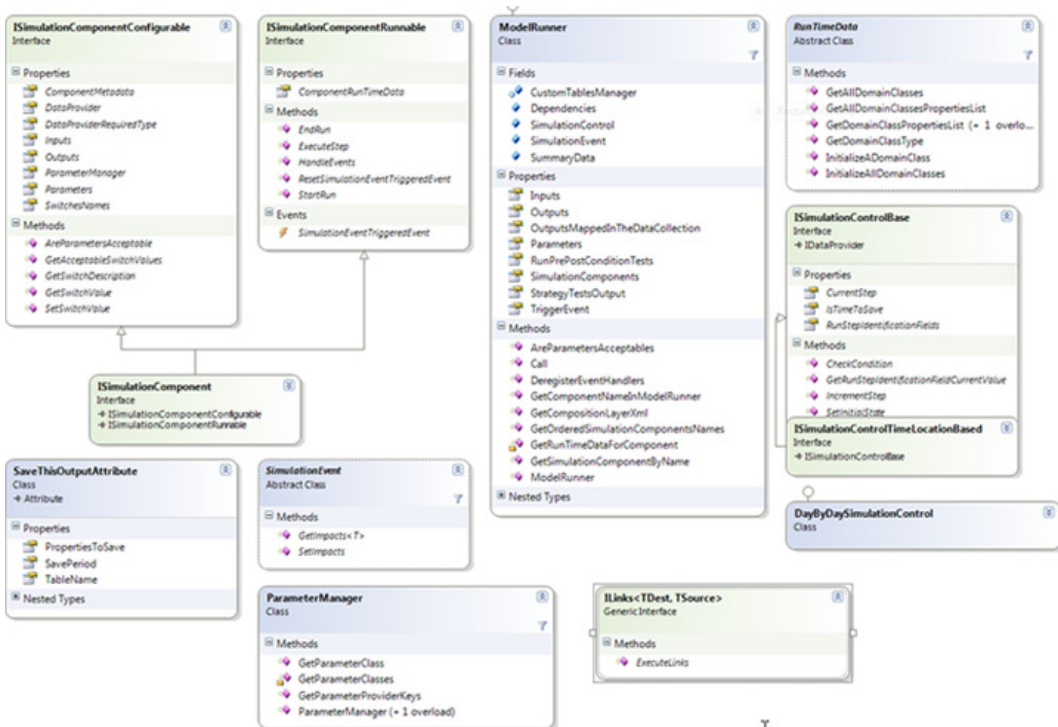 ISimulationComponentConfigurable
Interface
Properties
ComponentMetadata
DataProvider
DataProviderRequiredType
Inputs
Outputs
ParameterManager
Parameters
SwitchesNames
Methods
AreParametersAcceptable
GetAcceptableSwitchValues
GetSwitchDescription
GetSwitchValue
SetSwitchValue
ISimulationComponentRunnable
Interface
Properties
ComponentRunTimeData
Methods
EndRun
ExecuteStep
HandleEvents
ResetSimulationEventTriggeredEvent
StartRun
Events
SimulationEventTriggeredEvent
ISimulationComponent
Interface
ISimulationComponentConfigurable
ISimulationComponentRunnable
SaveThisOutputAttribute
Class
Attribute
Properties
PropertiesToSave
SavePeriod
TableName
Nested Types
SimulationEvent
Abstract Class
Methods
GetImpacts<T>
SetImpacts
ParameterManager
Class
Methods
GetParameterClass
GetParameterClasses
GetParameterProviderKeys
ParameterManager (+ 1 overload)
ModelRunner
Class
Fields
CustomTablesManager
Dependencies
SimulationControl
SimulationEvent
SummaryData
Properties
Inputs
Outputs
OutputsMappedInTheDataCollection
Parameters
RunPrePostConditionTests
SimulationComponents
StrategyTestsOutput
TriggerEvent
Methods
AreParametersAcceptables
Call
DeregisterEventHandlers
GetComponentNameInModelRunner
GetCompositionLayerXml
GetOrderedSimulationComponentsNames
GetRunTimeDataForComponent
GetSimulationComponentByName
ModelRunner
Nested Types
RunTimeData
Abstract Class
Methods
GetAllDomainClasses
GetAllDomainClassesPropertiesList
GetDomainClassPropertiesList (+ 1 overlo...
GetDomainClassType
InitializeADomainClass
InitializeAllDomainClasses
ISimulationControlBase
Interface
IDataProvider
Properties
CurrentStep
IsTimeToSave
RunStepIdentificationFields
Methods
CheckCondition
GetRunStepIdentificationFieldCurrentValue
IncrementStep
SetInitialState
ISimulationControlTimeLocationBased
Interface
ISimulationControlBase
DayByDaySimulationControl
Class
ILinks<TDest, TSource>
Generic Interface
Methods
ExecuteLinks